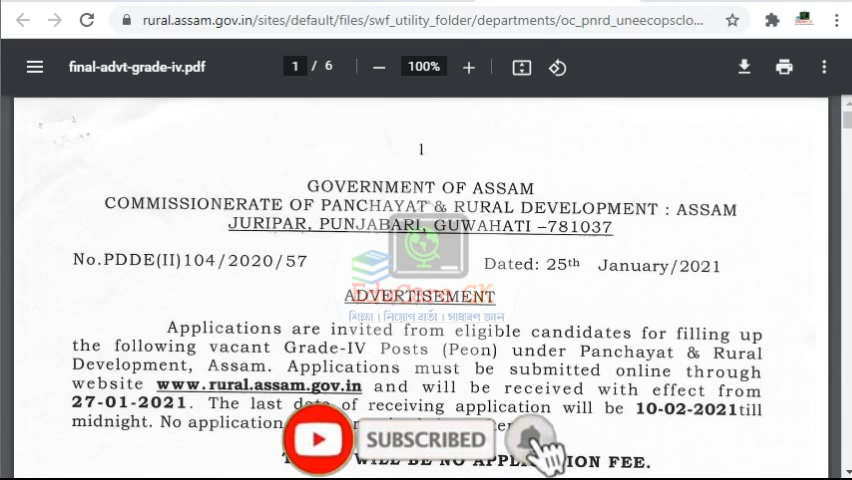 rural.assam.gov.in/sites/default/files/swf_utility_folder/departments/oc_pnrd_uneecopsclo...
final-advt-grade-iv.pdf
1 / 6
100%
1
GOVERNMENT OF ASSAM
COMMISSIONERATE OF PANCHAYAT & RURAL DEVELOPMENT : ASSAM
JURIPAR, PUNJABARI, GUWAHATI –781037
No.PDDE(II)104/2020/57 Dated: 25th January/2021
ADVERTISEMENT
শিক্ষা | নিয়োগ বাৰ্তা | সাধাৰণ জ্ঞান
Applications are invited from eligible candidates for filling up
the following vacant Grade-IV Posts (Peon) under Panchayat & Rural
Development, Assam. Applications must be submitted online through
website www.rural.assam.gov.in and will be received with effect from
27-01-2021. The last date of receiving application will be 10-02-2021till
midnight. No application
SUBSCRIBED
WILL BE NO APPLICATION FEE.